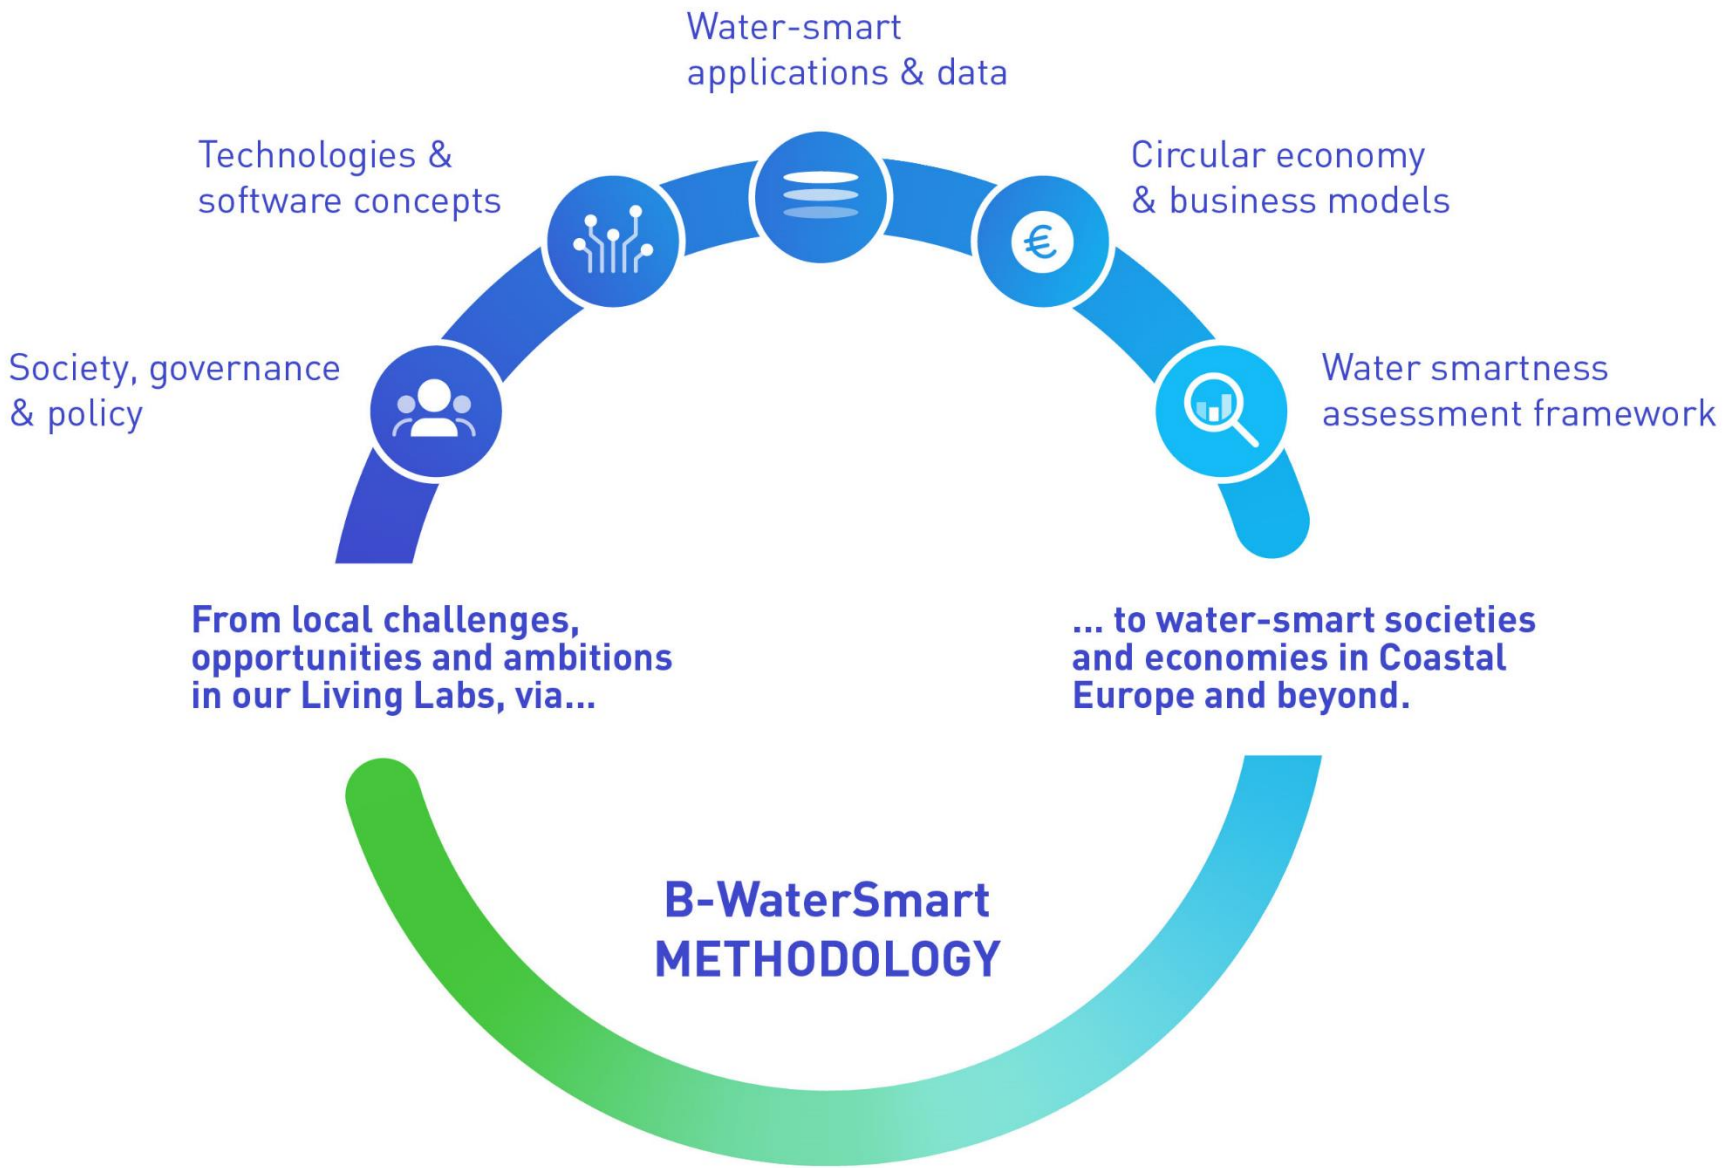 Water-smart
applications & data
Technologies &
software concepts
Circular economy
& business models
€
Society, governance
& policy
Water smartness
assessment framework
From local challenges,
opportunities and ambitions
in our Living Labs, via...
... to water-smart societies
and economies in Coastal
Europe and beyond.
B-WaterSmart
METHODOLOGY